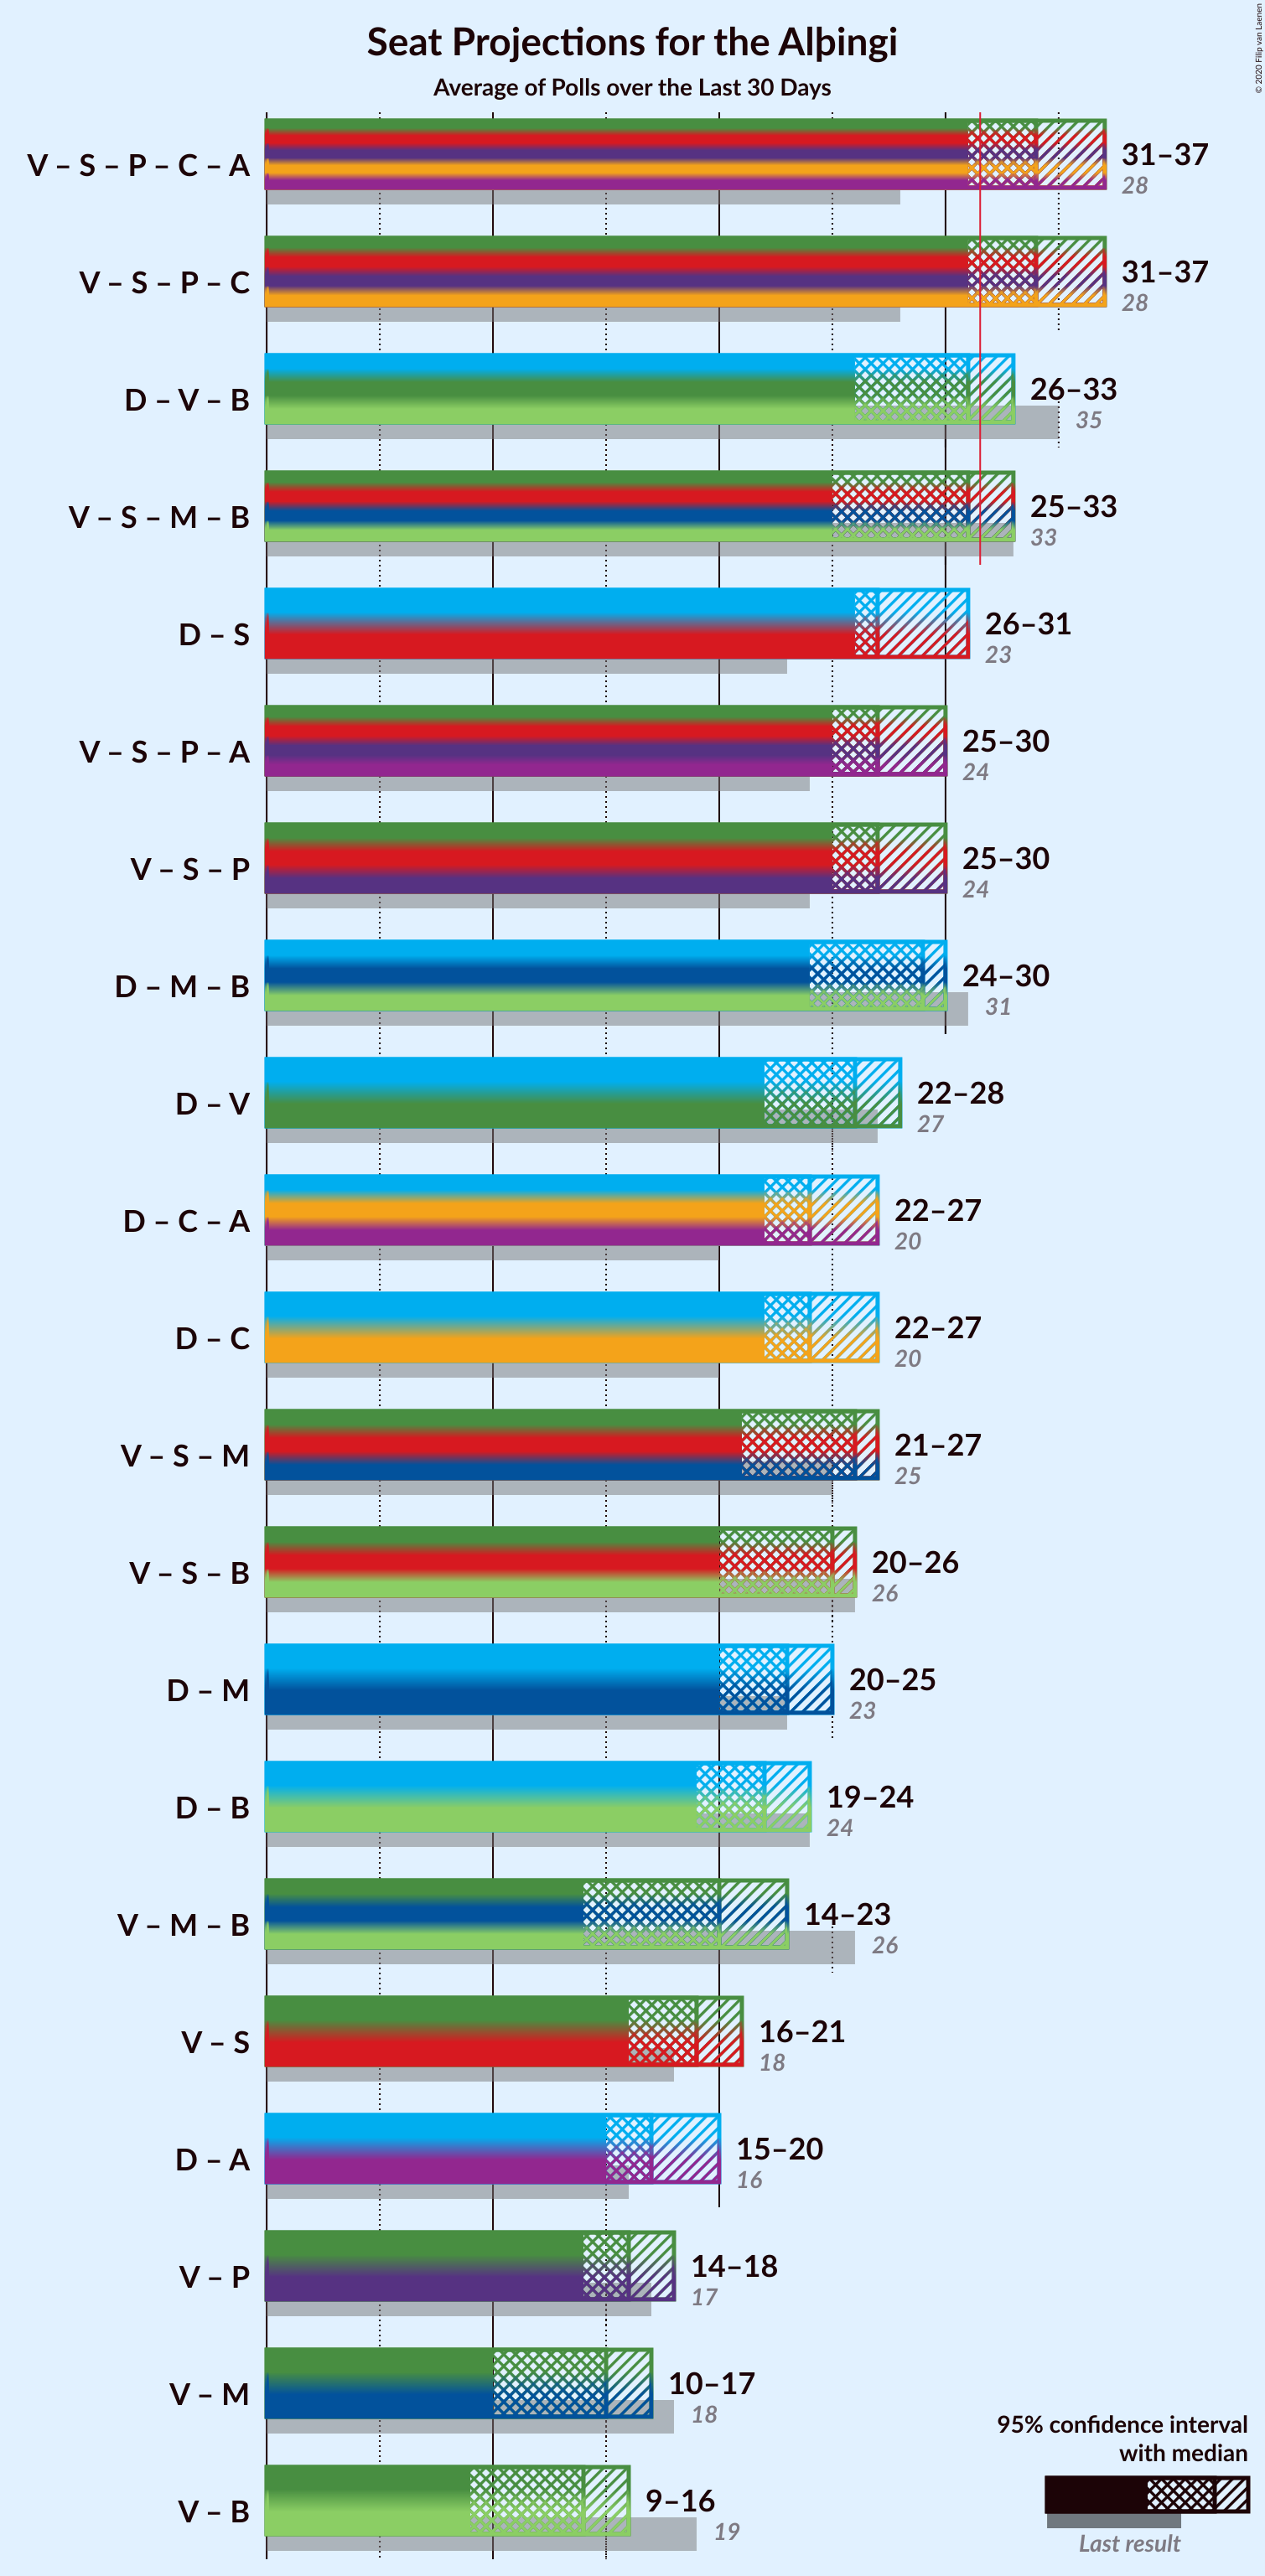 Seat Projections for the Alþingi
Average of Polls over the Last 30 Days
© 2020 Filip van Laenen
V – S – P – C – A
31–37
28
V – S – P – C
31–37
28
D – V – B
26–33
35
V – S – M – B
25–33
33
D – S
26–31
23
V – S – P – A
25–30
24
V – S – P
25–30
24
D – M – B
24–30
31
D – V
22–28
27
D – C – A
22–27
20
D – C
22–27
20
V – S – M
21–27
25
V – S – B
20–26
26
D – M
20–25
23
D – B
19–24
24
V – M – B
14–23
26
V – S
16–21
18
D – A
15–20
16
V – P
14–18
17
V – M
10–17
18
V – B
9–16
19
95% confidence interval
with median
Last result